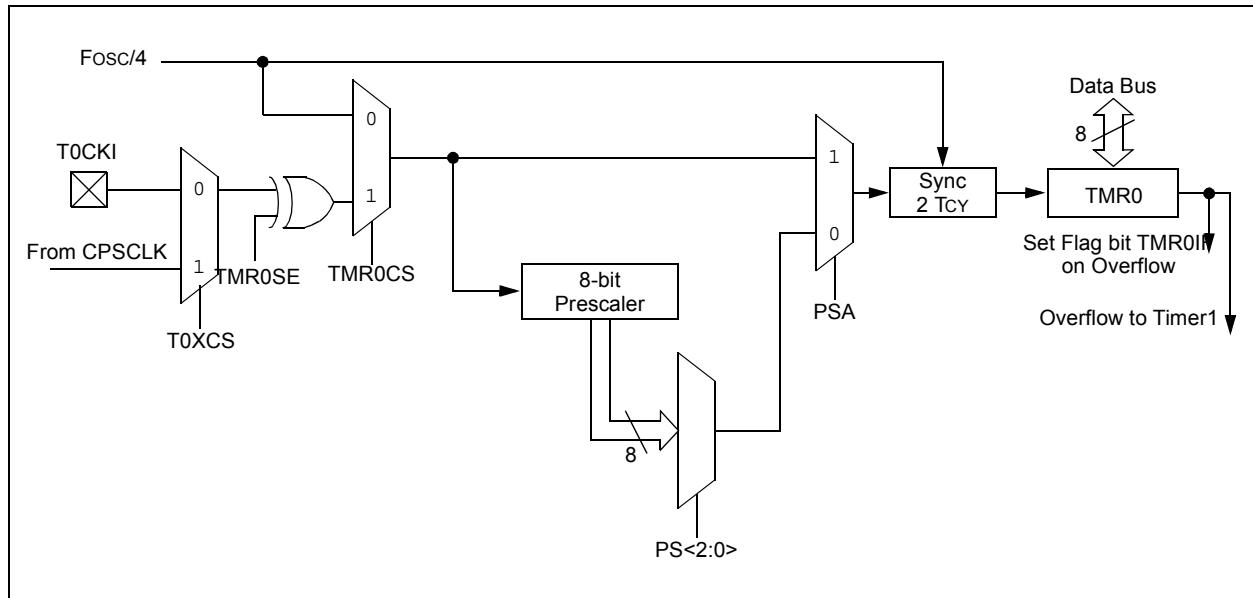 FOSC/4
Data Bus
0
8
T0CKI
1
0
1
Sync
2 TCY
TMR0
0
From CPSCLK
1
TMR0SE
TMR0CS
Set Flag bit TMR0IF
on Overflow
8-bit
Prescaler
PSA
T0XCS
Overflow to Timer1
8
PS<2:0>